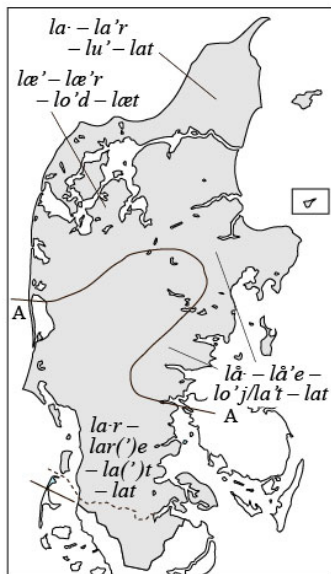 la· – la'r
– lu' – lat
læ' – læ'r
– lo'd – læt
A
lå· – lå'e –
lo'j/la't – lat
A
la·r –
lar(')e
– la(')t
– lat